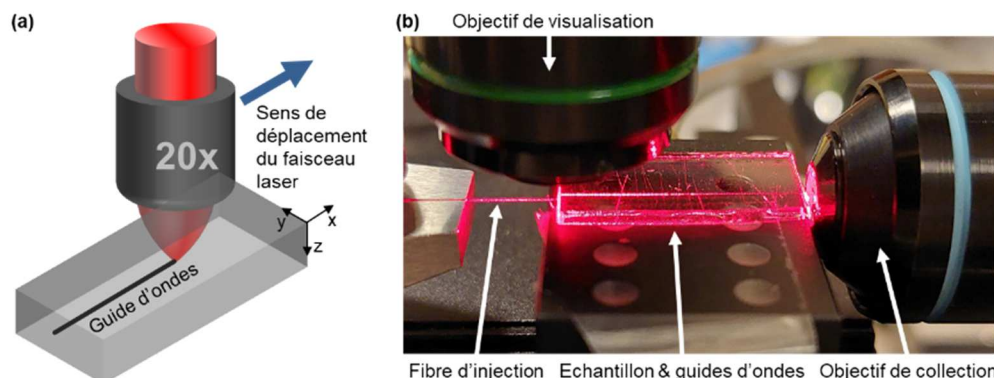 (a)
20x
Sens de
déplacement
du faisceau
laser
y
x
z
Guide d'ondes
(b)
Objectif de visualisation
Fibre d'injection
Echantillon & guides d'ondes
Objectif de collection